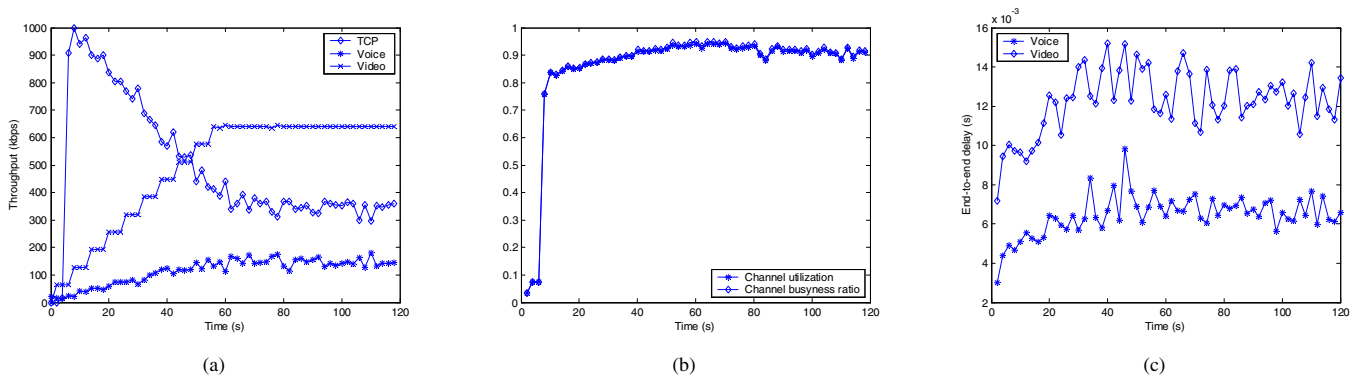 1000
900
800
700
600
500
400
300
200
100
0
0 20 40 60 80 100 120
Throughput (kbps)
Time (s)
TCP
Voice
Video
(a)
1
0.9
0.8
0.7
0.6
0.5
0.4
0.3
0.2
0.1
0
0 20 40 60 80 100 120
Time (s)
Channel utilization
Channel busyness ratio
(b)
x 10⁻³
16
14
12
10
8
6
4
2
0 20 40 60 80 100 120
End-to-end delay (s)
Time (s)
Voice
Video
(c)